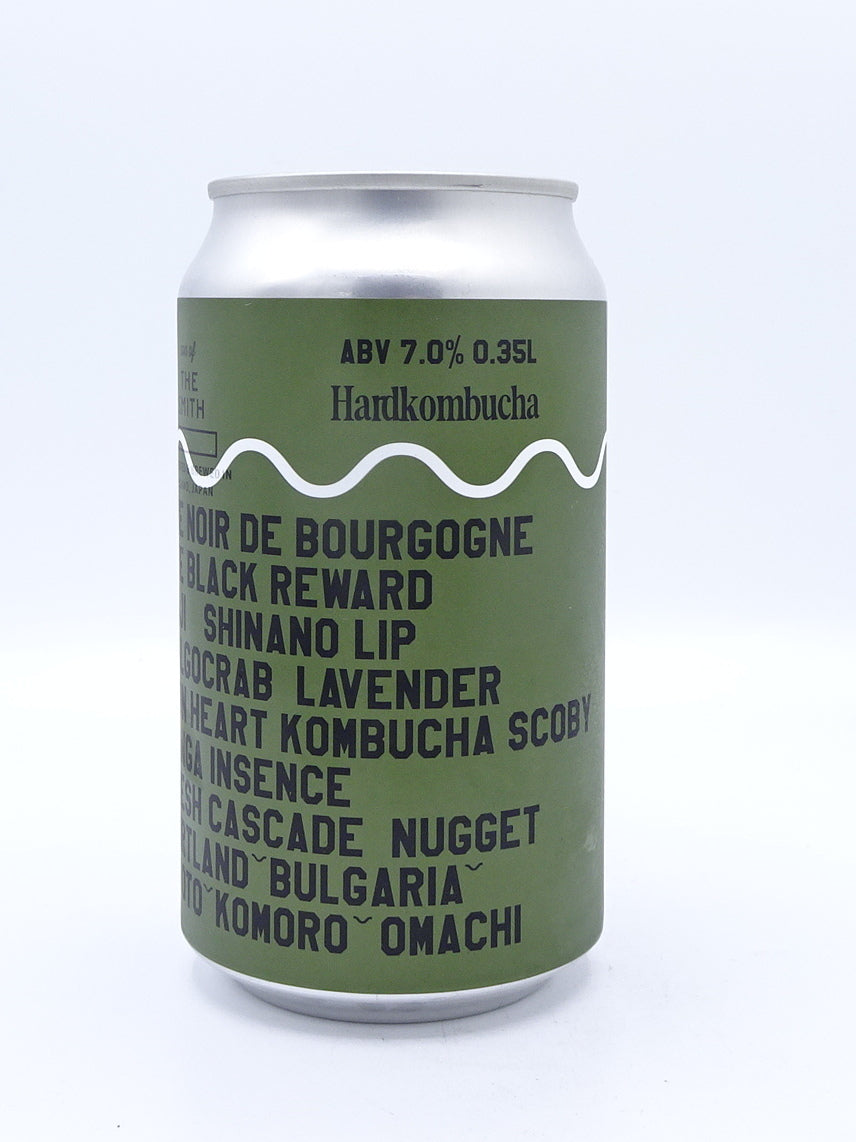 ABV 7.0% 0.35L
Hardkombucha
THE
NOIR DE BOURGOGNE
BLACK REWARD
SHINANO LIP
LAVENDER
HEART KOMBUCHA SCOBY
INSENCE
CASCADE NUGGET
˘BULGARIA˘
˘KOMORO˘ OMACHI